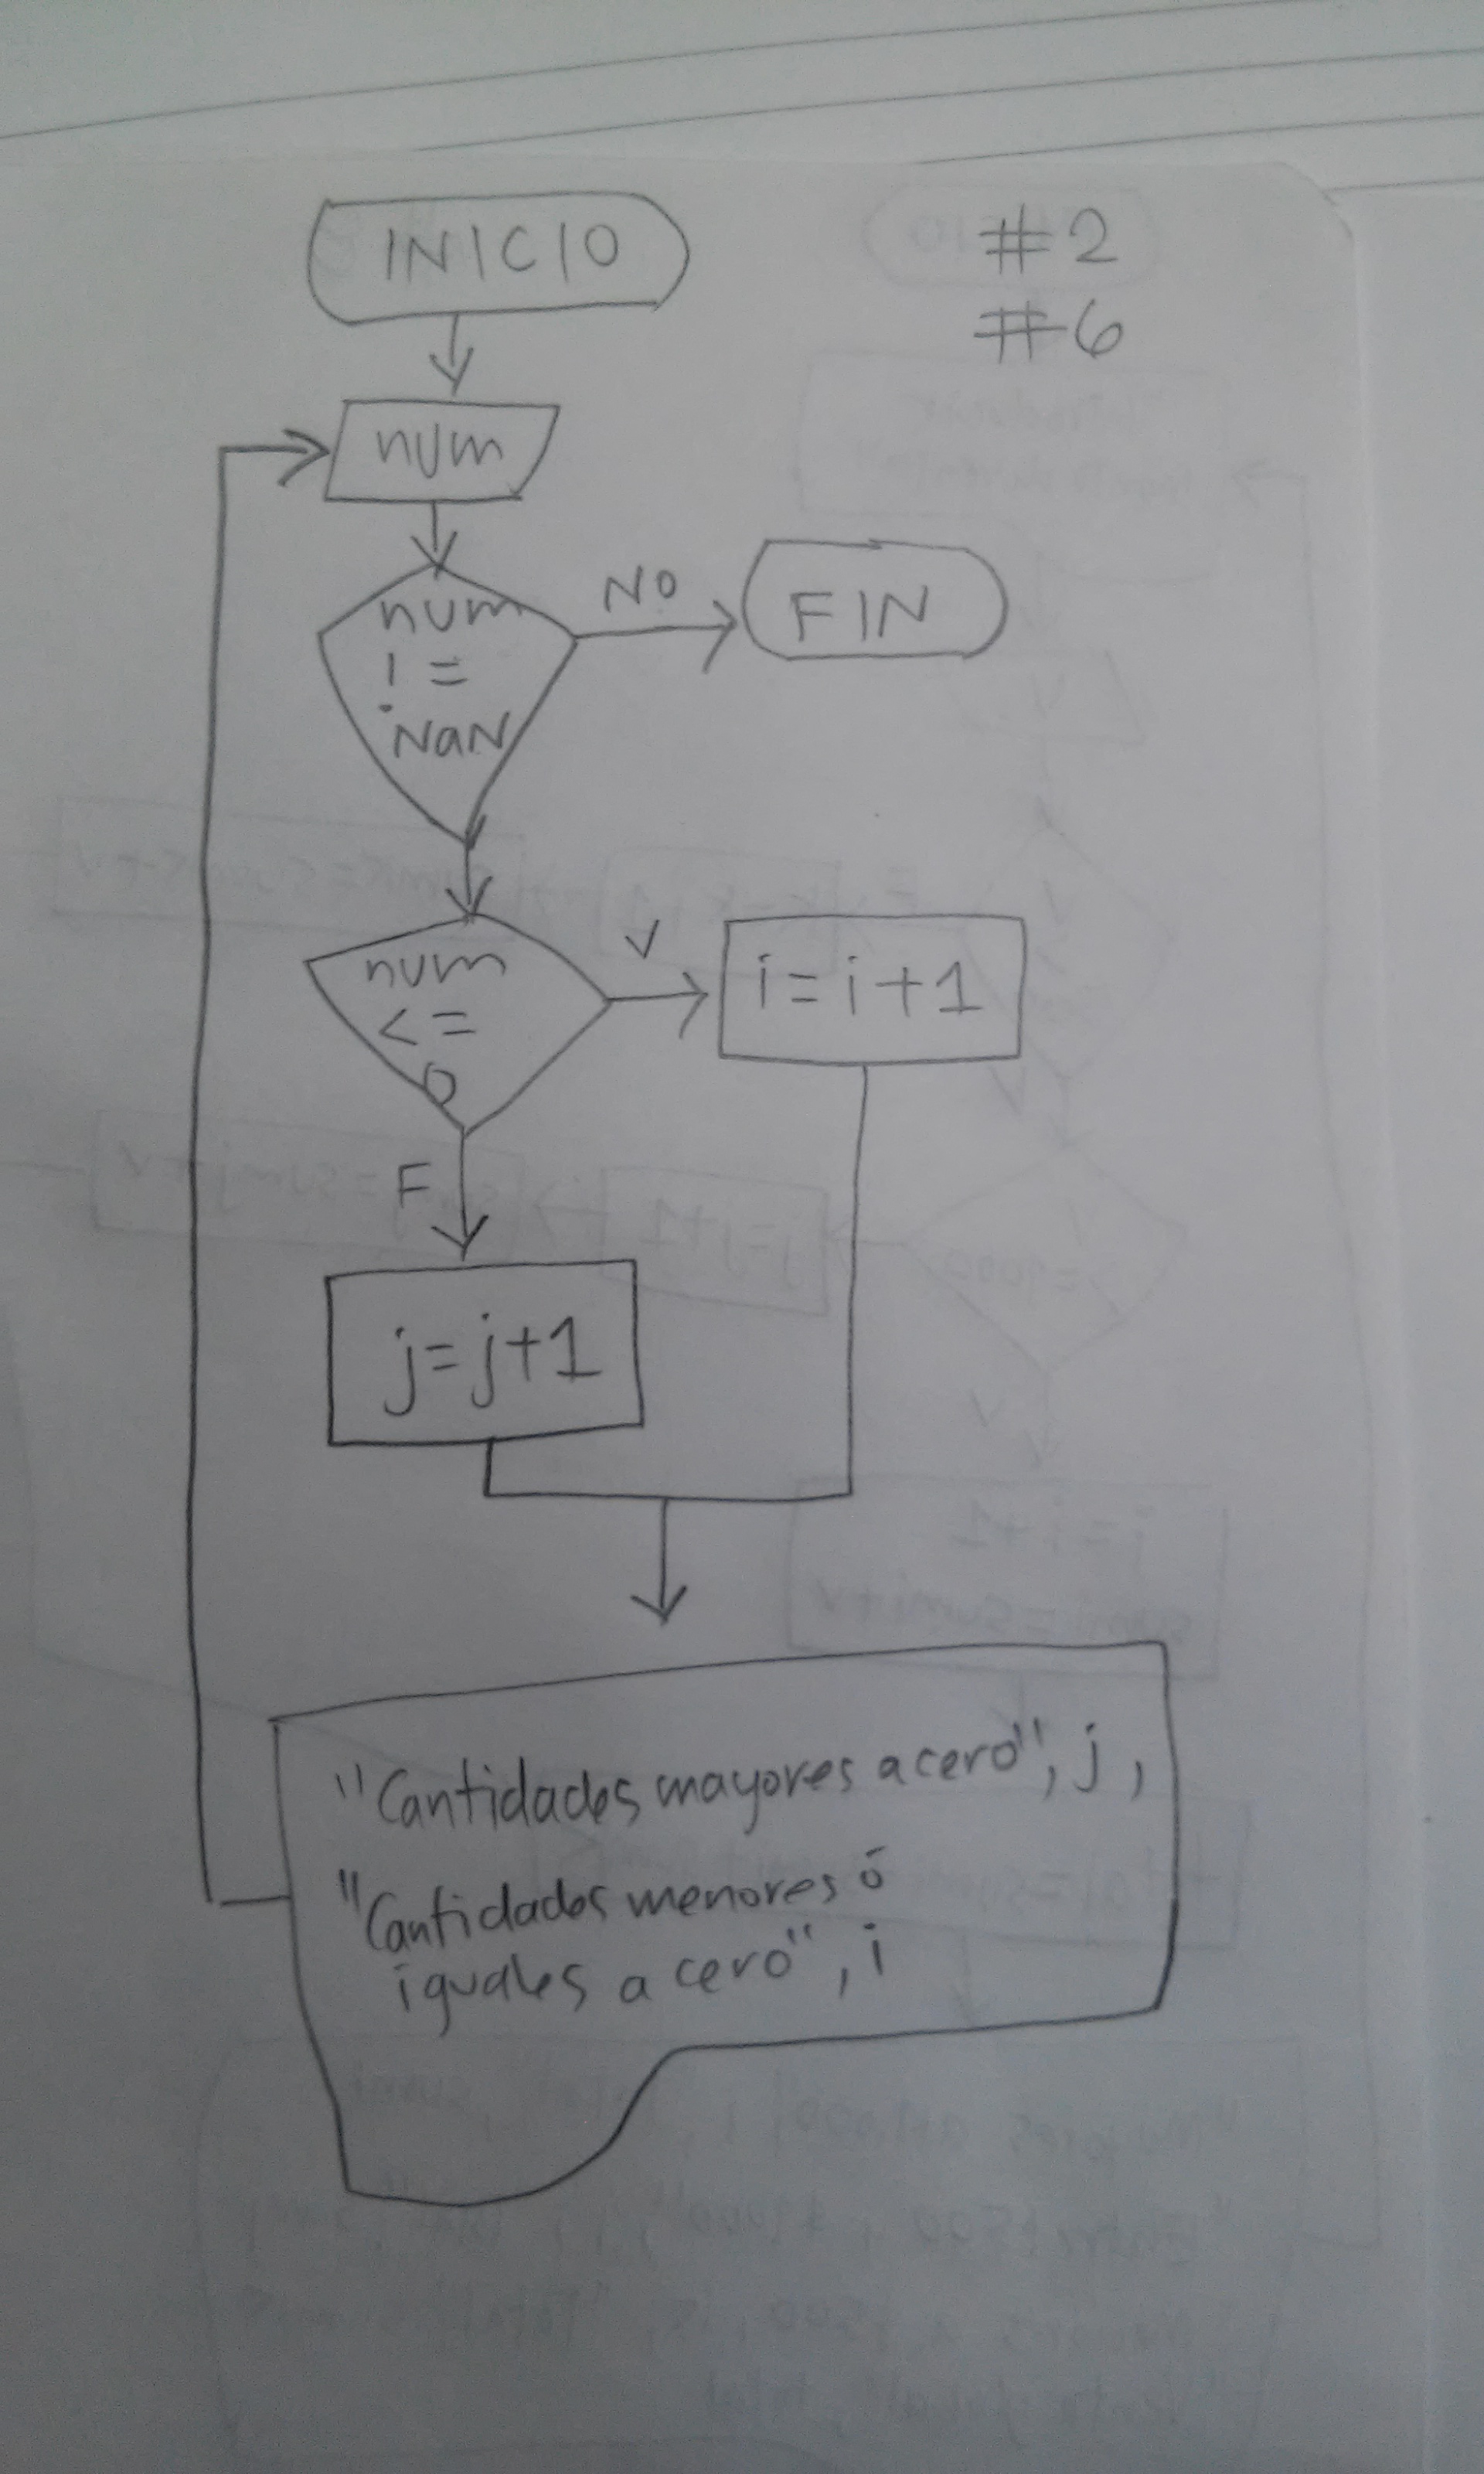 INICIO
#2
#6
num
num
!=
NaN
NO
FIN
num
<=
0
V
i=i+1
F
j=j+1
"Cantidades mayores a cero", j,
"Cantidades menores ó
iguales a cero", i